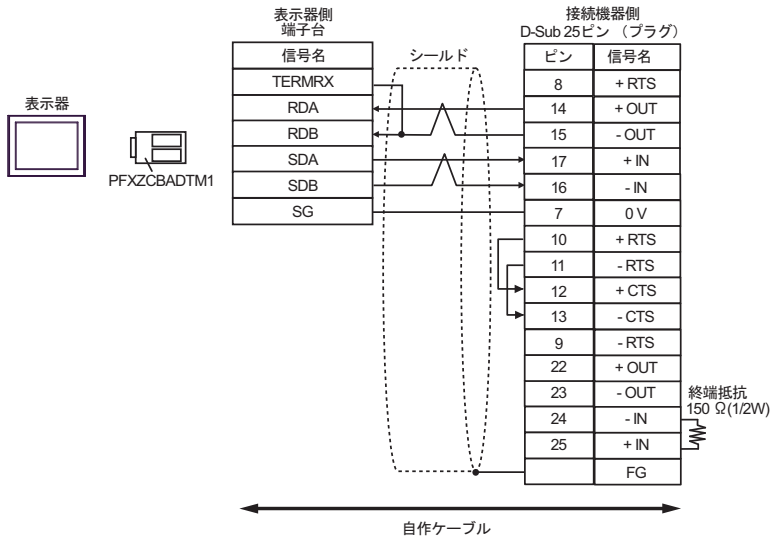 表示器側
端子台
接続機器側
D-Sub 25ピン （プラグ）
信号名
シールド
ピン 信号名
TERMRX
8 + RTS
RDA
14 + OUT
RDB
15 - OUT
SDA
17 + IN
SDB
16 - IN
SG
7 0 V
10 + RTS
11 - RTS
12 + CTS
13 - CTS
9 - RTS
22 + OUT
23 - OUT
24 - IN
25 + IN
FG
表示器
PFXZCBADTM1
終端抵抗
150 Ω(1/2W)
自作ケーブル